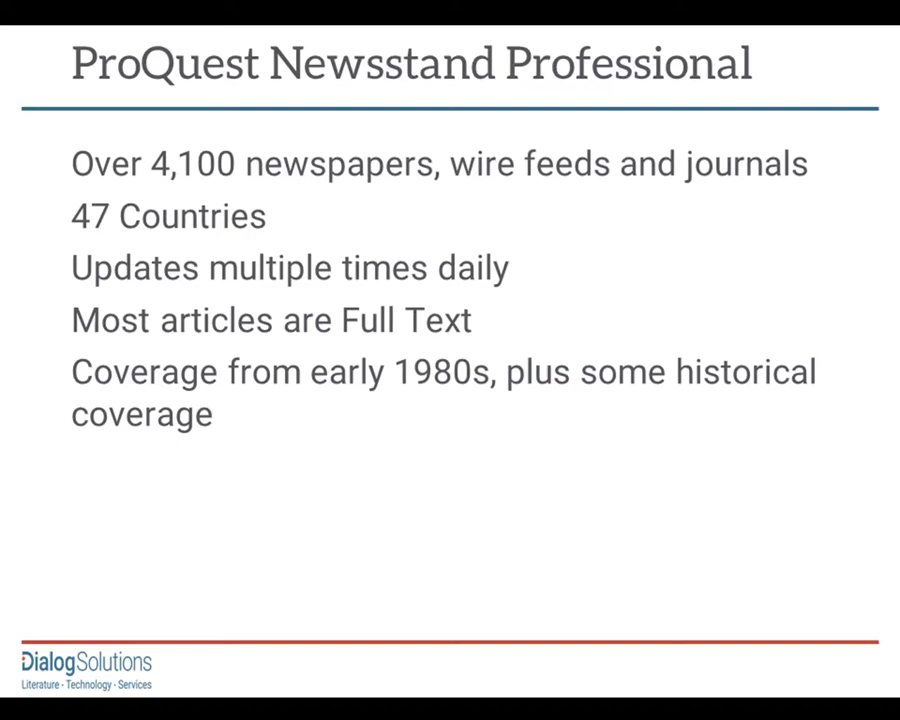 ProQuest Newsstand Professional
Over 4,100 newspapers, wire feeds and journals
47 Countries
Updates multiple times daily
Most articles are Full Text
Coverage from early 1980s, plus some historical
coverage
DialogSolutions
Literature · Technology · Services